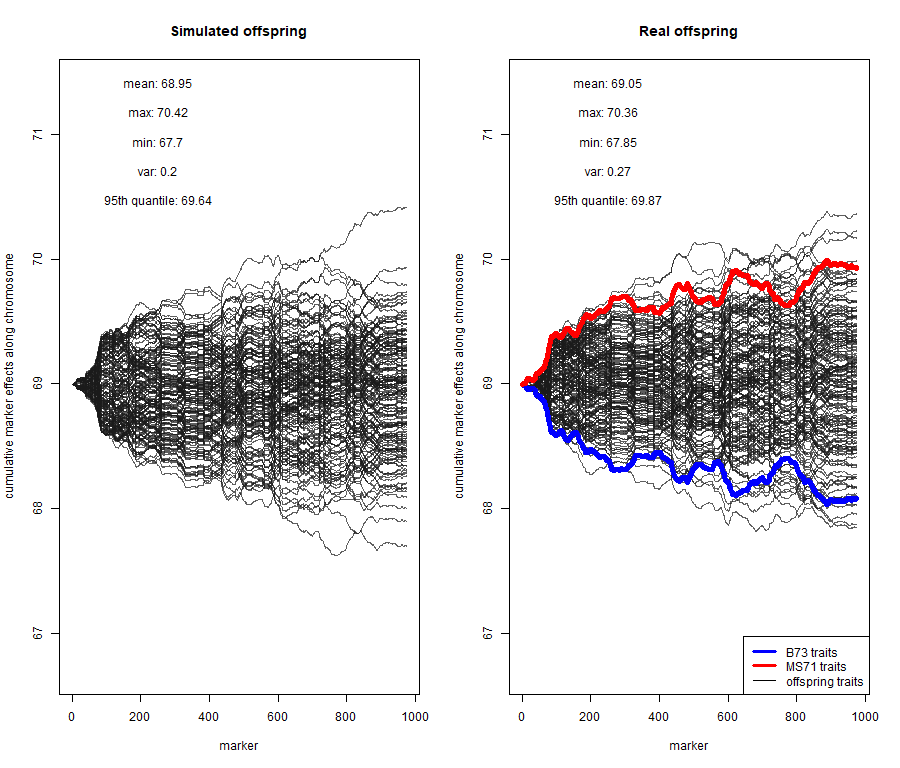 Simulated offspring
mean: 68.95
max: 70.42
min: 67.7
var: 0.2
95th quantile: 69.64
cumulative marker effects along chromosome
71
70
69
68
67
0 200 400 600 800 1000
marker
Real offspring
mean: 69.05
max: 70.36
min: 67.85
var: 0.27
95th quantile: 69.87
cumulative marker effects along chromosome
71
70
69
68
67
B73 traits
MS71 traits
offspring traits
0 200 400 600 800 1000
marker